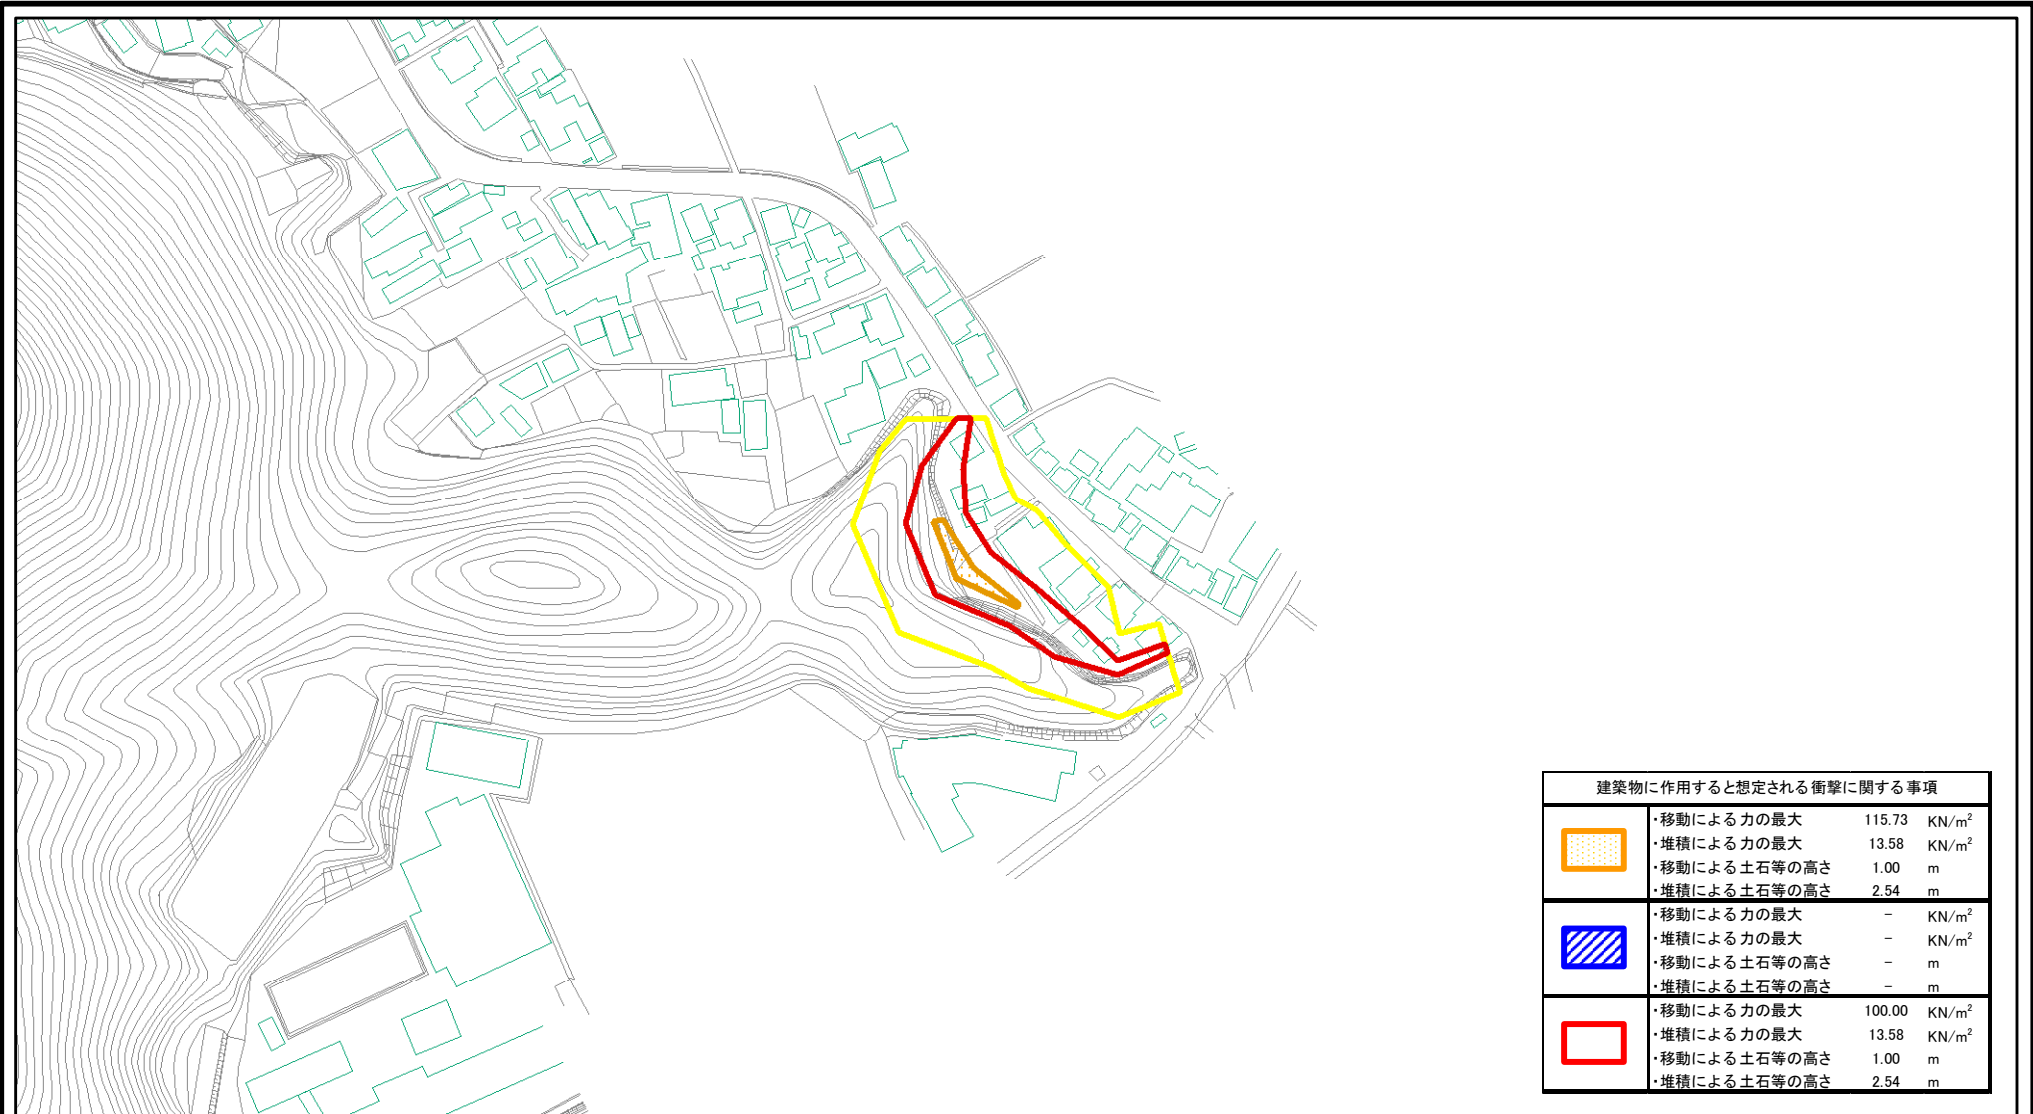 建築物に作用すると想定される衝撃に関する事項
・移動による力の最大 115.73 KN/m²
・堆積による力の最大 13.58 KN/m²
・移動による土石等の高さ 1.00 m
・堆積による土石等の高さ 2.54 m
・移動による力の最大 － KN/m²
・堆積による力の最大 － KN/m²
・移動による土石等の高さ － m
・堆積による土石等の高さ － m
・移動による力の最大 100.00 KN/m²
・堆積による力の最大 13.58 KN/m²
・移動による土石等の高さ 1.00 m
・堆積による土石等の高さ 2.54 m